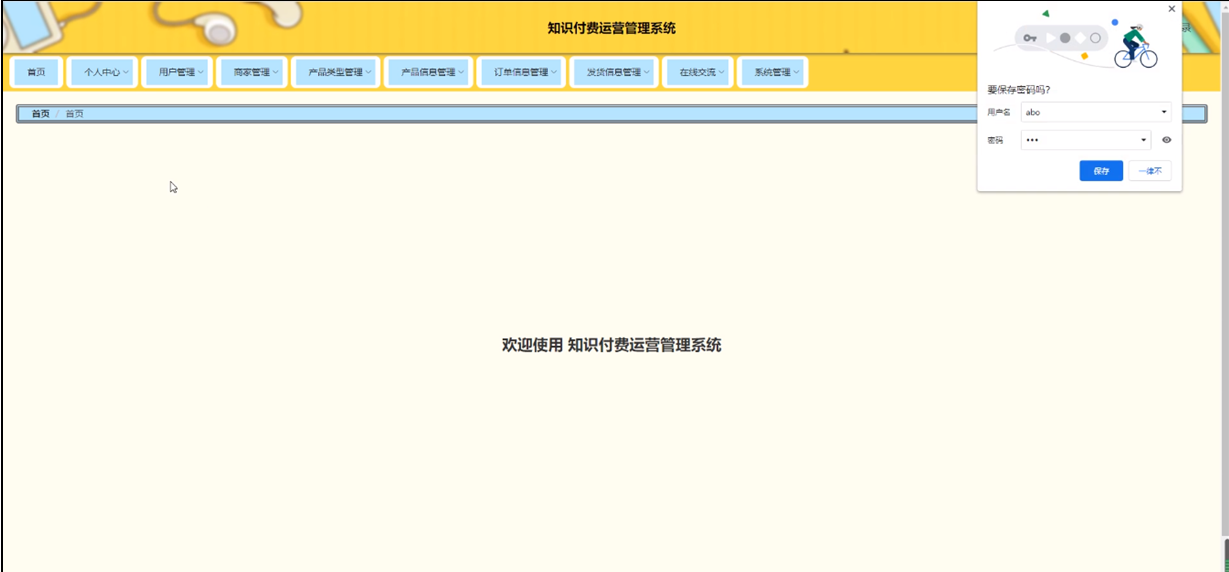 知识付费运营管理系统
首页 个人中心 用户管理 商家管理 产品类型管理 产品信息管理 订单信息管理 发货信息管理 在线交流 系统管理
首页 / 首页
要保存密码吗?
用户名 abo
密码 •••
保存 一律不
欢迎使用 知识付费运营管理系统